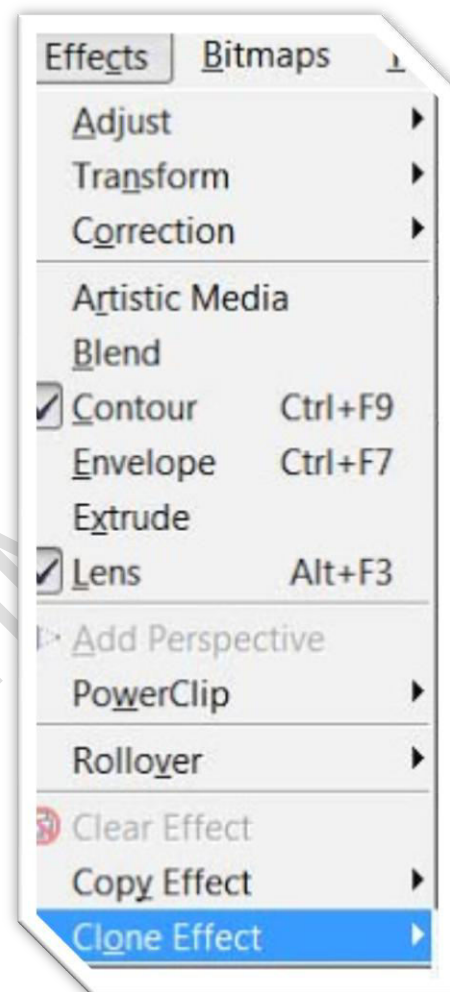 Effects Bitmaps
Adjust
Transform
Correction
Artistic Media
Blend
Contour Ctrl+F9
Envelope Ctrl+F7
Extrude
Lens Alt+F3
Add Perspective
PowerClip
Rollover
Clear Effect
Copy Effect
Clone Effect